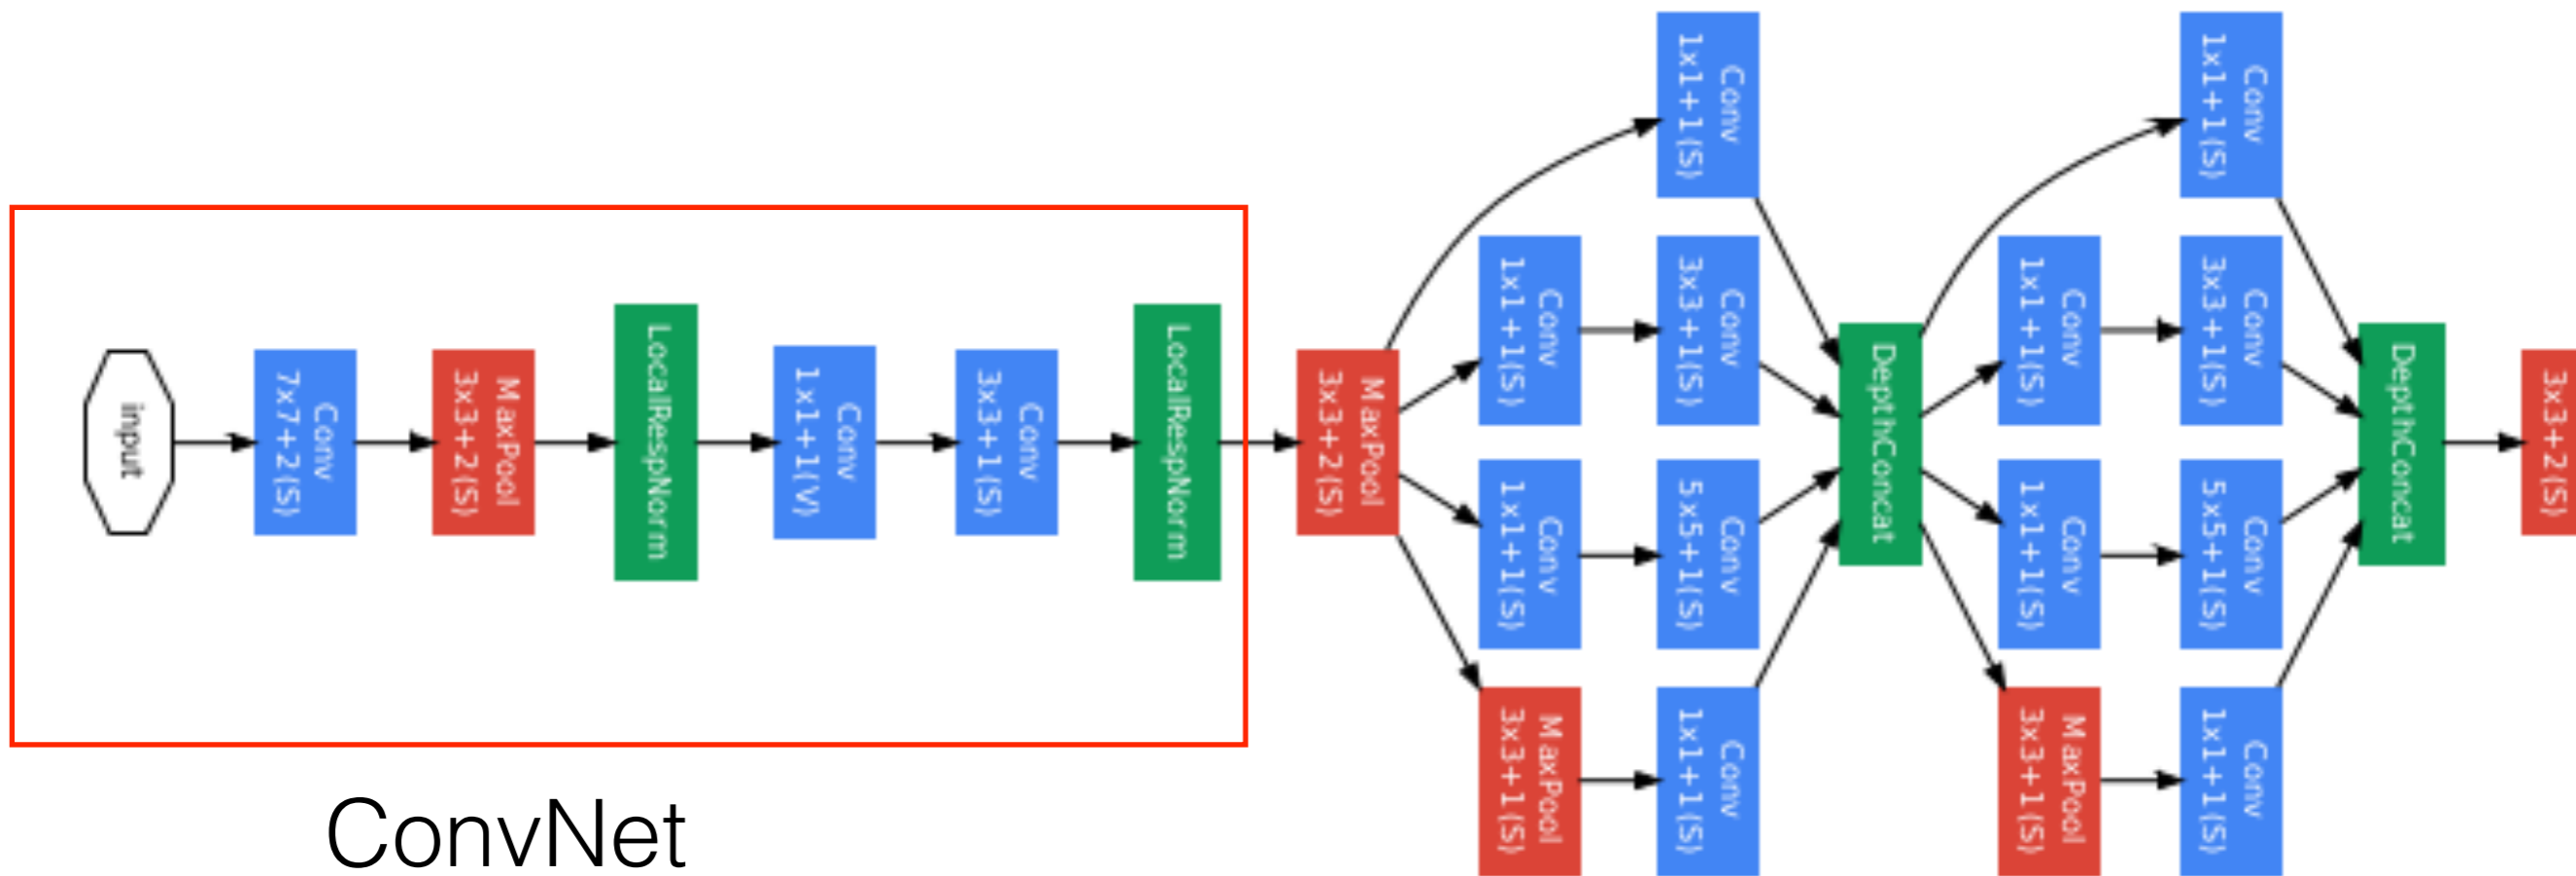 input
Conv
7x7+2(S)
MaxPool
3x3+2(S)
LocalRespNorm
Conv
1x1+1(V)
Conv
3x3+1(S)
LocalRespNorm
MaxPool
3x3+2(S)
Conv
1x1+1(S)
Conv
1x1+1(S)
Conv
3x3+1(S)
Conv
1x1+1(S)
Conv
5x5+1(S)
MaxPool
3x3+1(S)
Conv
1x1+1(S)
DepthConcat
Conv
1x1+1(S)
Conv
1x1+1(S)
Conv
3x3+1(S)
Conv
1x1+1(S)
Conv
5x5+1(S)
MaxPool
3x3+1(S)
Conv
1x1+1(S)
DepthConcat
3x3+2(S)
ConvNet